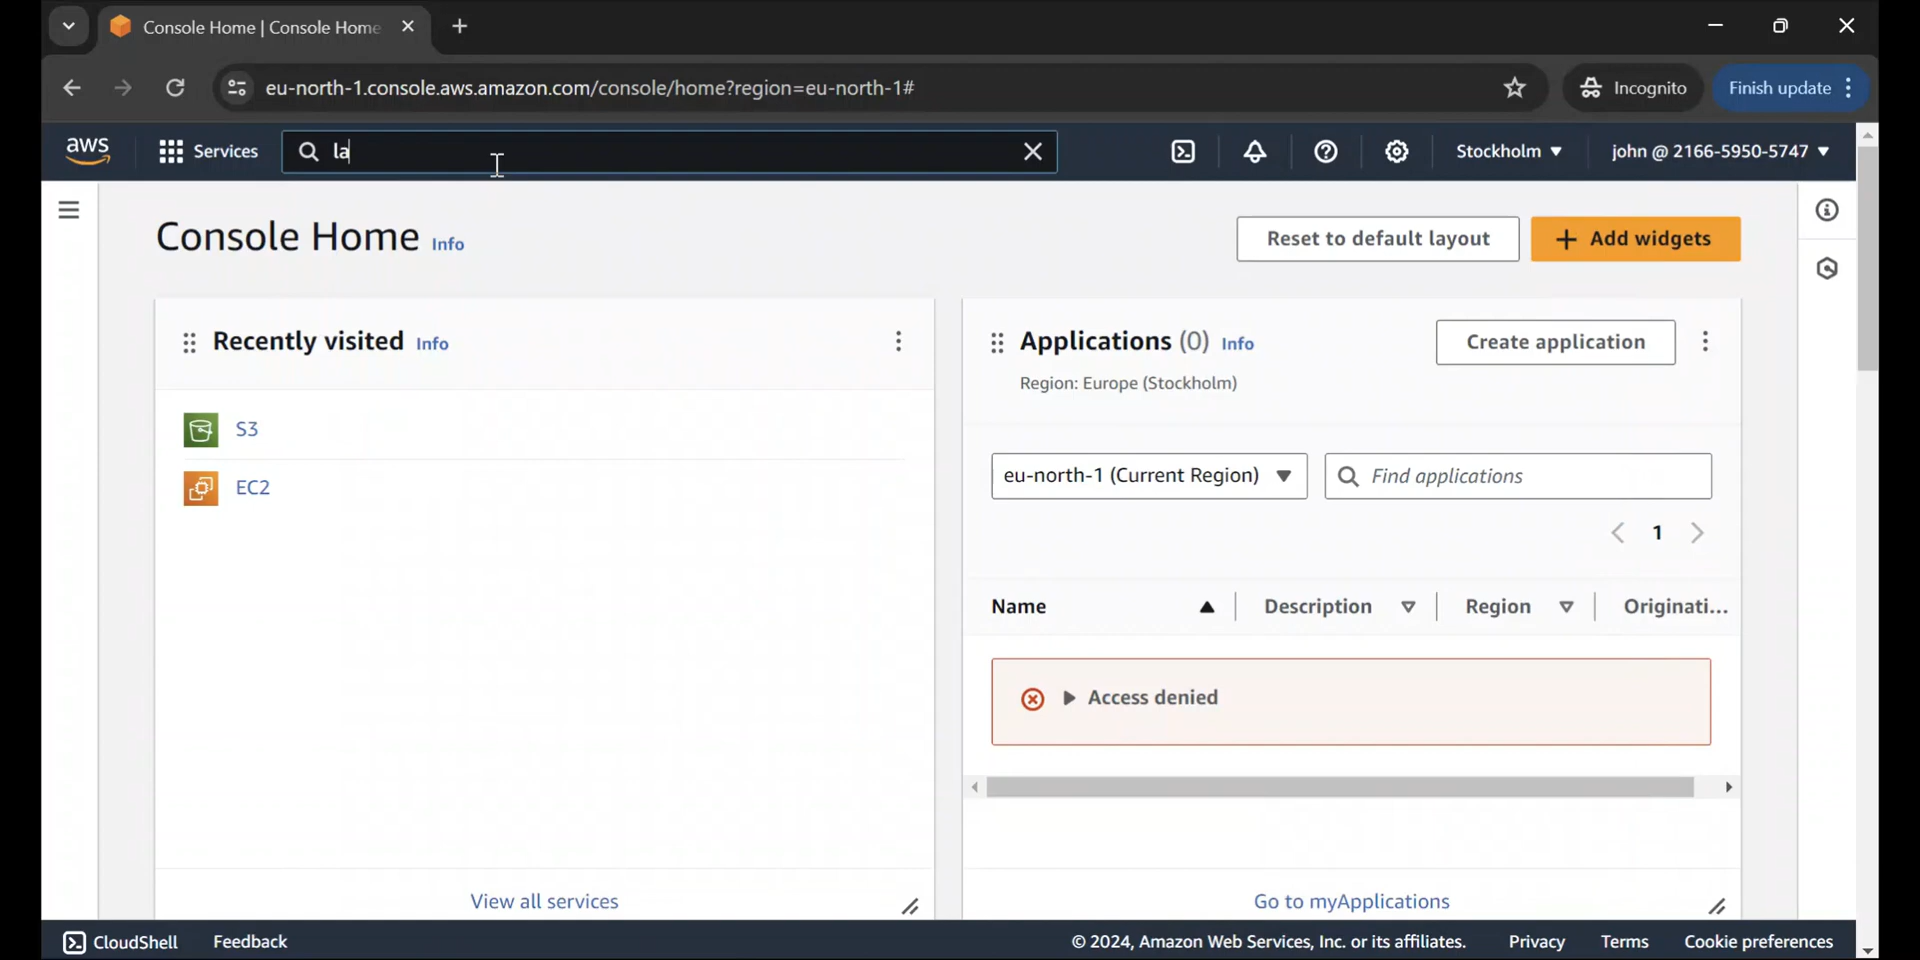 Console Home | Console Home
eu-north-1.console.aws.amazon.com/console/home?region=eu-north-1#
Incognito
Finish update
aws
Services
la
Stockholm
john @ 2166-5950-5747
Console Home Info
Reset to default layout
Add widgets
Recently visited Info
S3
EC2
View all services
Applications (0) Info
Region: Europe (Stockholm)
Create application
eu-north-1 (Current Region)
Find applications
1
Name
Description
Region
Originati...
Access denied
Go to myApplications
CloudShell
Feedback
© 2024, Amazon Web Services, Inc. or its affiliates.
Privacy
Terms
Cookie preferences